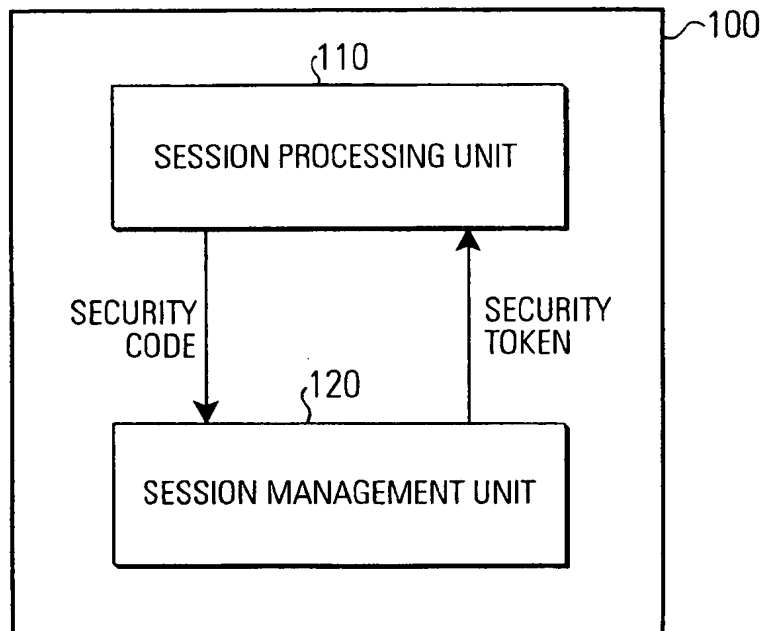 100
110
SESSION PROCESSING UNIT
SECURITY
CODE
SECURITY
TOKEN
120
SESSION MANAGEMENT UNIT